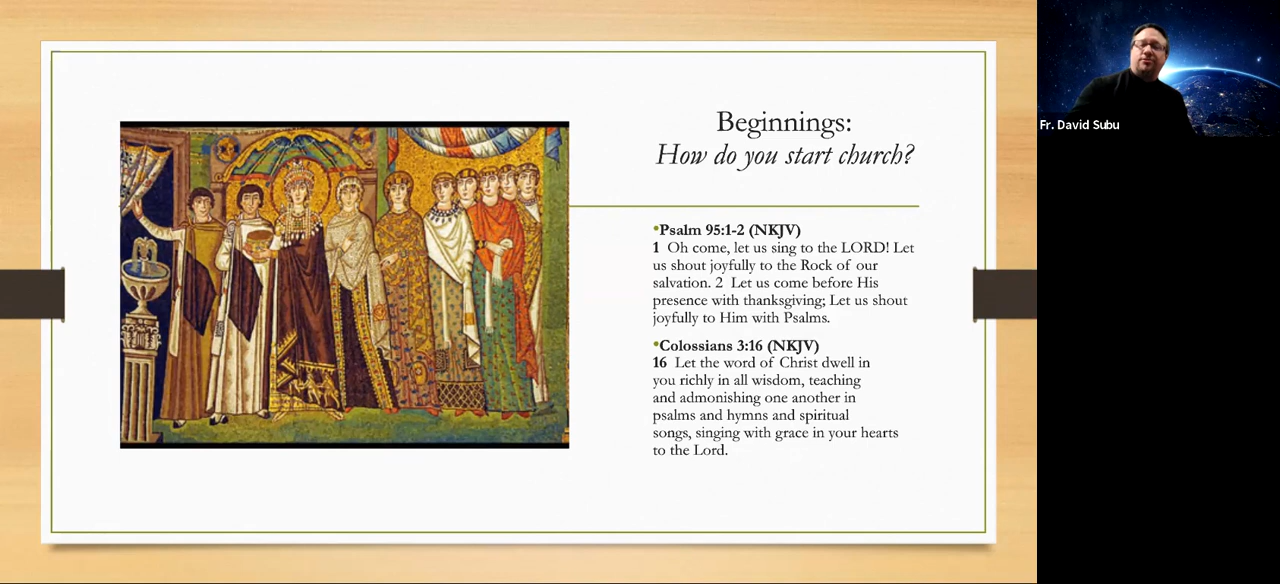 Beginnings:
How do you start church?
•Psalm 95:1-2 (NKJV)
1 Oh come, let us sing to the LORD! Let
us shout joyfully to the Rock of our
salvation. 2 Let us come before His
presence with thanksgiving; Let us shout
joyfully to Him with Psalms.
•Colossians 3:16 (NKJV)
16 Let the word of Christ dwell in
you richly in all wisdom, teaching
and admonishing one another in
psalms and hymns and spiritual
songs, singing with grace in your hearts
to the Lord.
Fr. David Subu